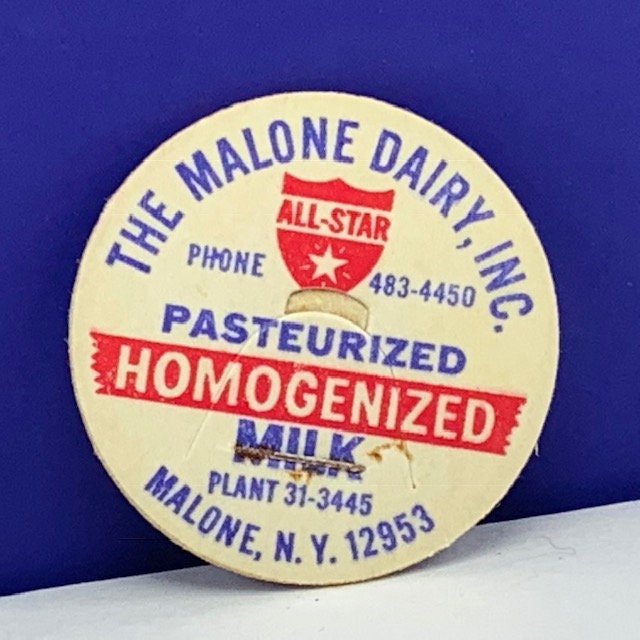 THE MALONE DAIRY, INC.
ALL-STAR
PHONE 483-4450
PASTEURIZED
HOMOGENIZED
MILK
PLANT 31-3445
MALONE, N. Y. 12953